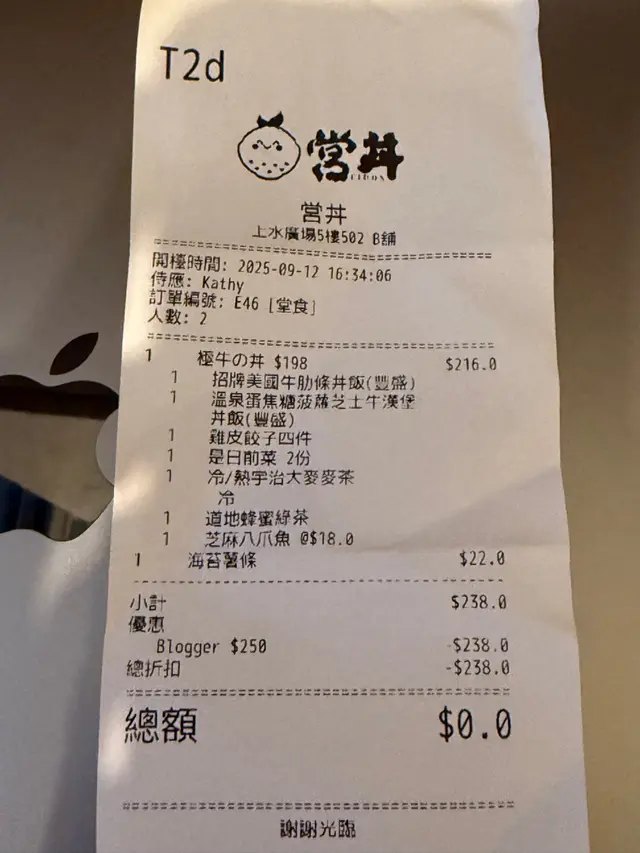 T2d
営丼
EIDON
営丼
上水廣場5樓502 B舖
開檯時間: 2025-09-12 16:34:06
侍應: Kathy
訂單編號: E46 [堂食]
人數: 2
1 極牛の丼 $198 $216.0
1 招牌美國牛肋條丼飯(豐盛)
1 溫泉蛋焦糖菠蘿芝士牛漢堡
丼飯(豐盛)
1 雞皮餃子四件
1 是日前菜 2份
1 冷/熱宇治大麥麥茶
冷
1 道地蜂蜜綠茶
1 芝麻八爪魚 @$18.0
1 海苔薯條 $22.0
小計 $238.0
優惠
Blogger $250 -$238.0
總折扣 -$238.0
總額 $0.0
謝謝光臨